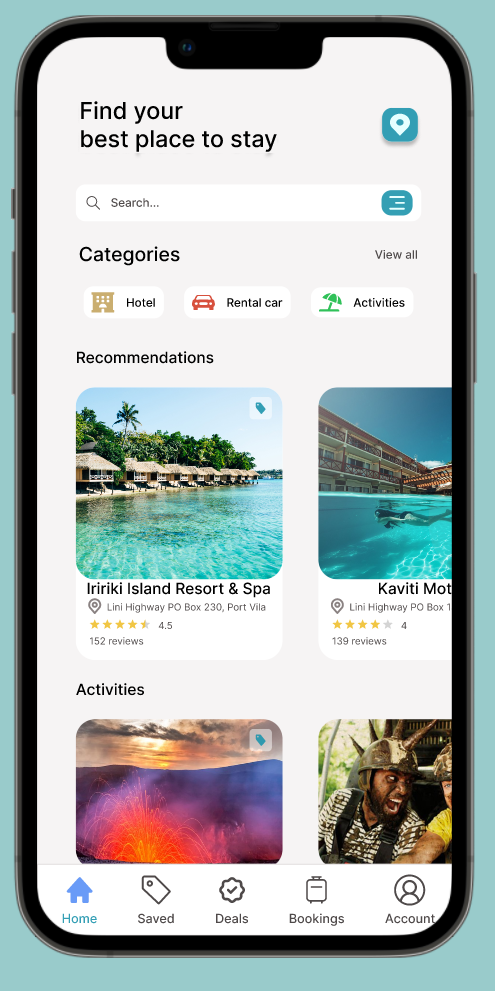 Find your
best place to stay
Search...
Categories
View all
Hotel
Rental car
Activities
Recommendations
Iririki Island Resort & Spa
Lini Highway PO Box 230, Port Vila
4.5
152 reviews
Kaviti Mot
Lini Highway PO Box 1
4
139 reviews
Activities
Home
Saved
Deals
Bookings
Account